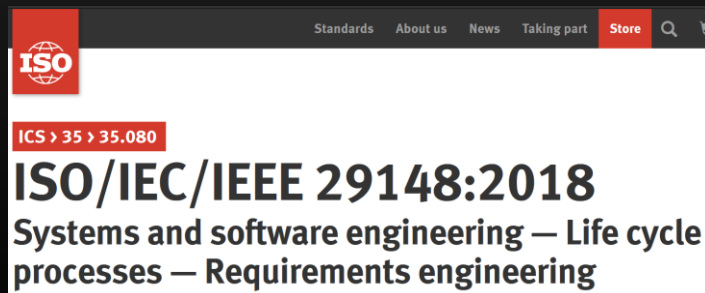 Standards About us News Taking part Store
ISO
ICS › 35 › 35.080
ISO/IEC/IEEE 29148:2018
Systems and software engineering — Life cycle
processes — Requirements engineering